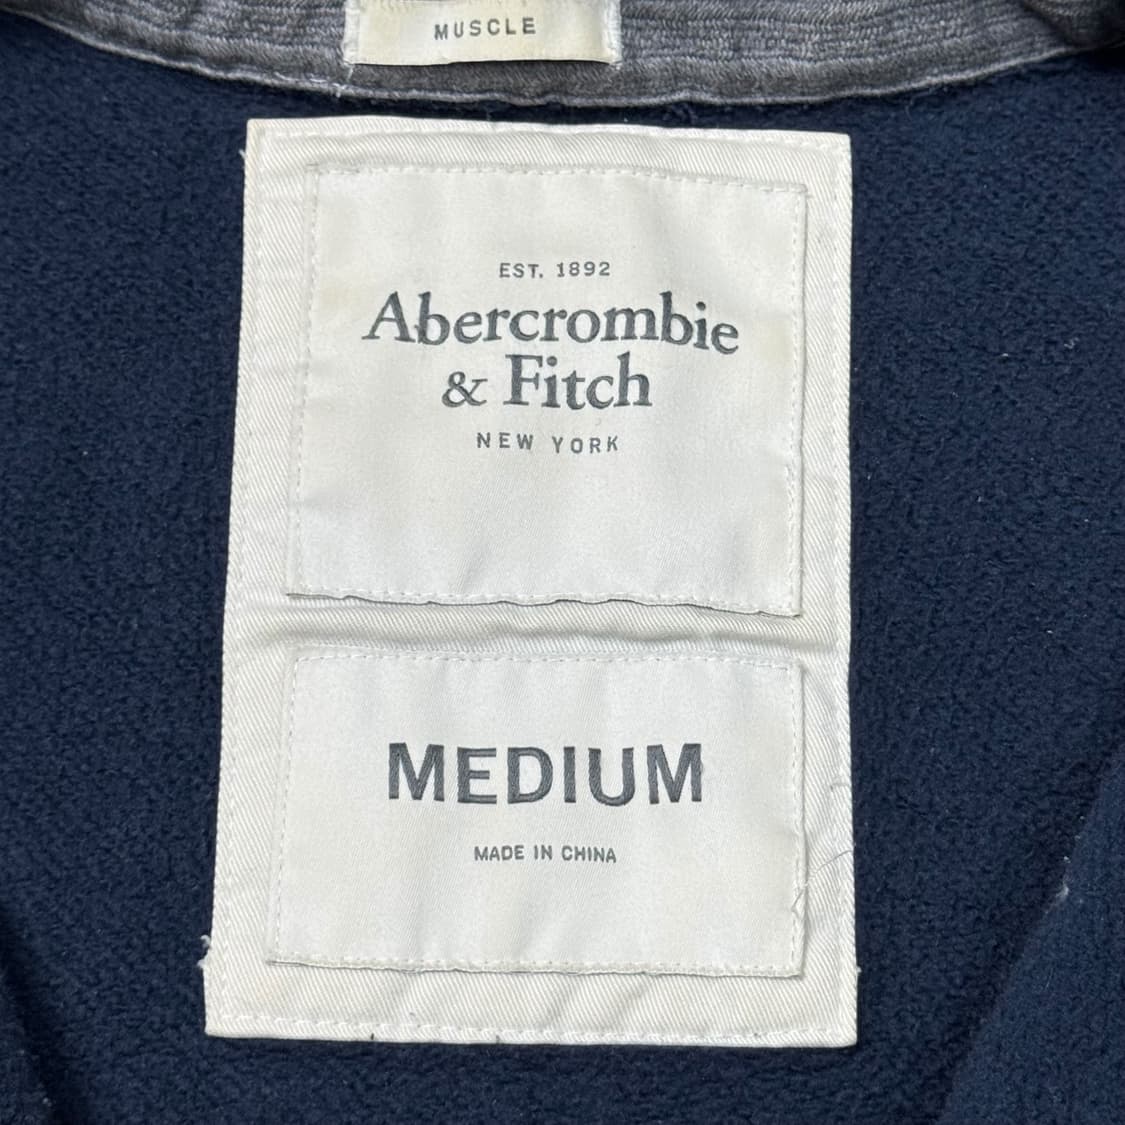 MUSCLE
EST. 1892
Abercrombie
& Fitch
NEW YORK
MEDIUM
MADE IN CHINA